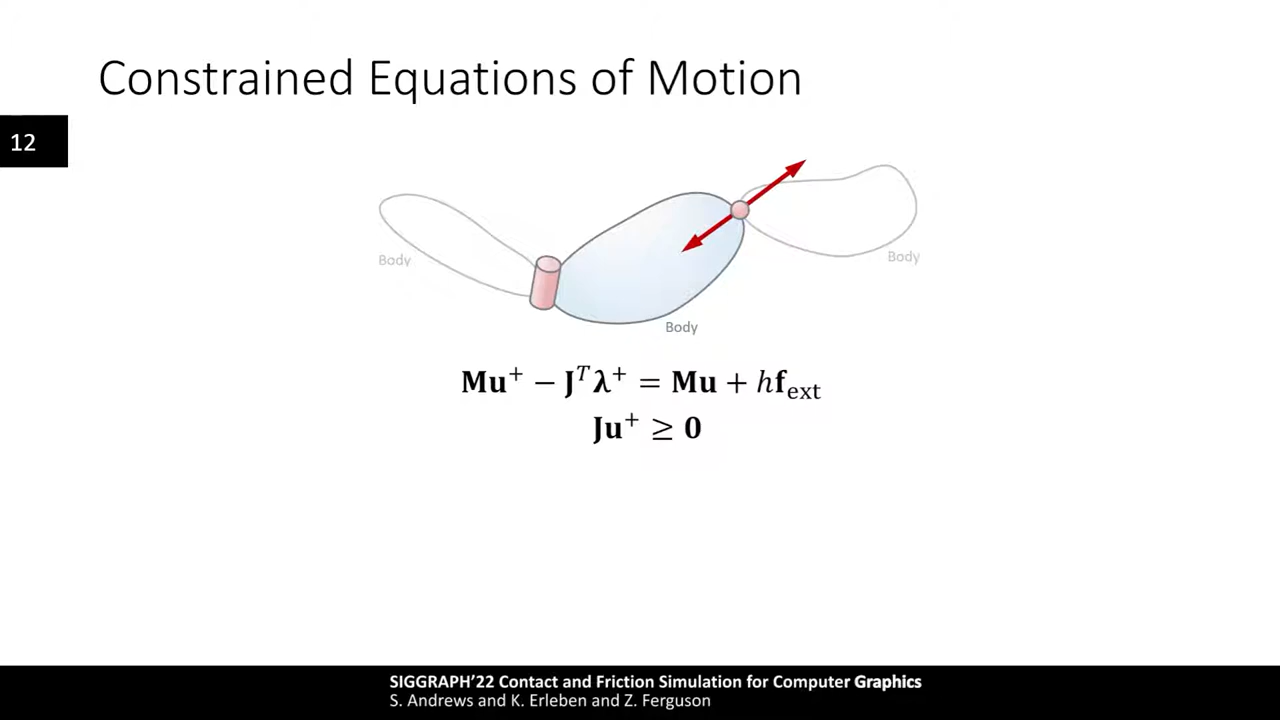 Constrained Equations of Motion
12
Body
Body
Body
𝐌𝐮⁺ − 𝐉ᵀ𝛌⁺ = 𝐌𝐮 + ℎ𝐟ₑₓₜ
𝐉𝐮⁺ ≥ 𝟎
SIGGRAPH'22 Contact and Friction Simulation for Computer Graphics
S. Andrews and K. Erleben and Z. Ferguson